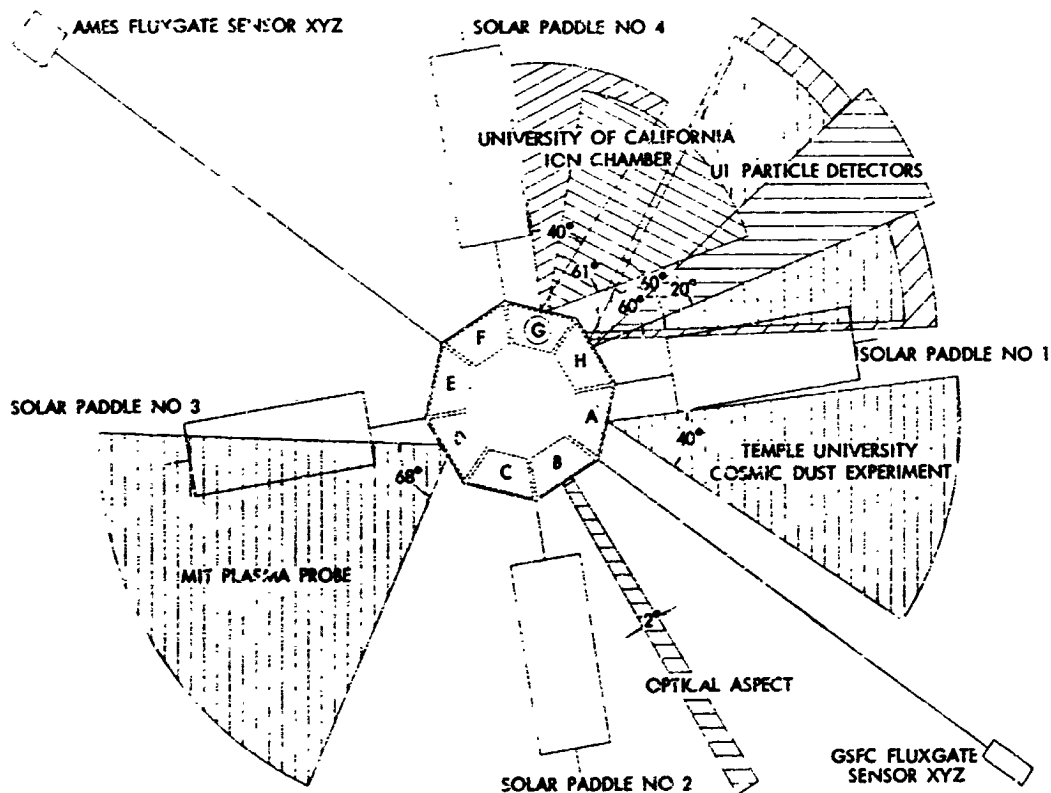 AMES FLUYGATE SENSOR XYZ
SOLAR PADDLE NO 4
UNIVERSITY OF CALIFORNIA
ION CHAMBER
UI PARTICLE DETECTORS
40°
61°
60°
60°
20°
F
G
H
E
A
D
C
B
SOLAR PADDLE NO 1
SOLAR PADDLE NO 3
40°
TEMPLE UNIVERSITY
COSMIC DUST EXPERIMENT
68°
MIT PLASMA PROBE
2°
OPTICAL ASPECT
GSFC FLUXGATE
SENSOR XYZ
SOLAR PADDLE NO 2